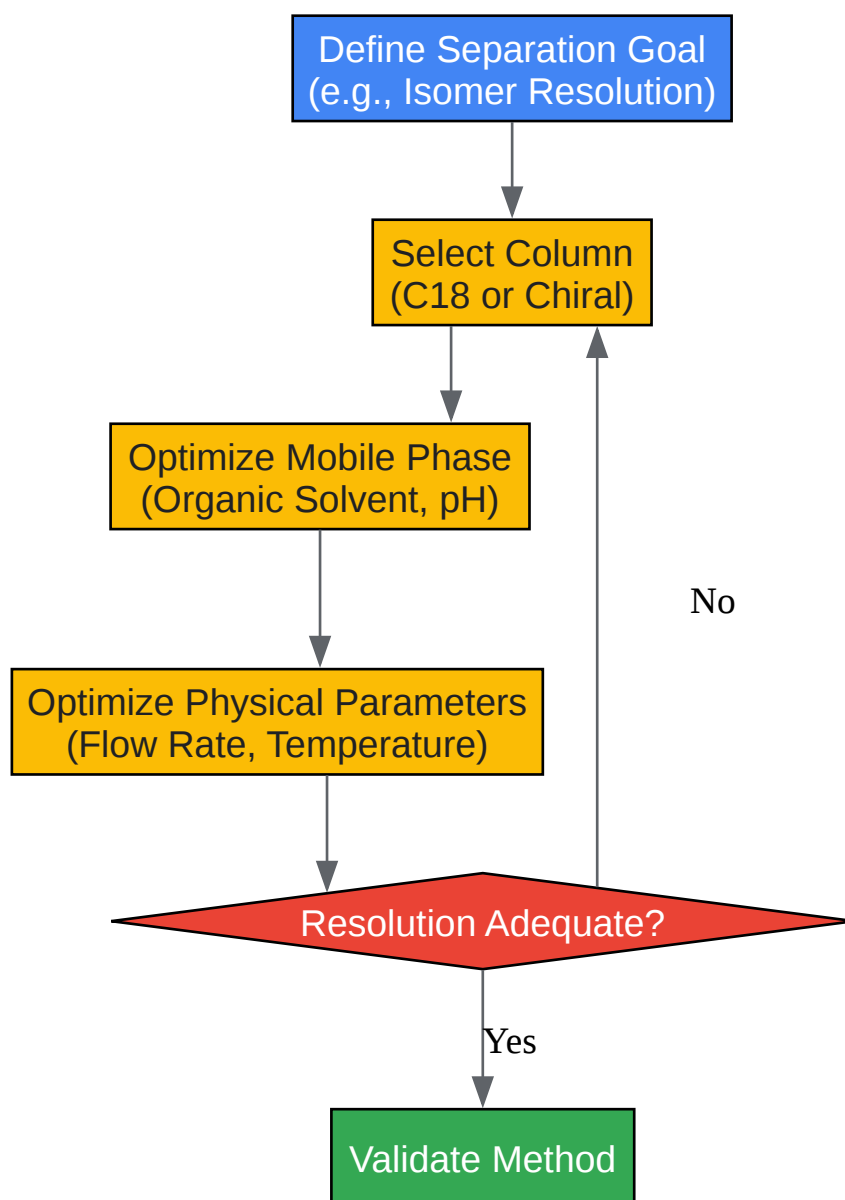 Define Separation Goal
(e.g., Isomer Resolution)
Select Column
(C18 or Chiral)
Optimize Mobile Phase
(Organic Solvent, pH)
No
Optimize Physical Parameters
(Flow Rate, Temperature)
Resolution Adequate?
Yes
Validate Method